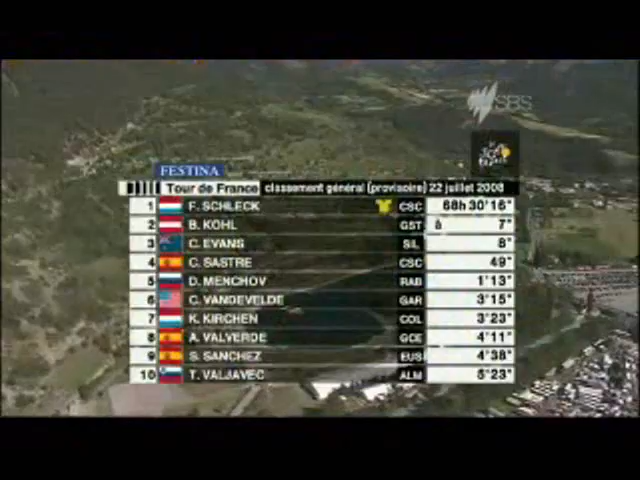 SBS
FESTINA
Tour de France classement général (provisoire) 22 juillet 2008
1 F. SCHLECK CSC 68h 30'16"
2 B. KOHL GST à 7"
3 C. EVANS SIL 8"
4 C. SASTRE CSC 49"
5 D. MENCHOV RAB 1'13"
6 C. VANDEVELDE GAR 3'15"
7 K. KIRCHEN COL 3'23"
8 A. VALVERDE GCE 4'11"
9 S. SANCHEZ EUS 4'38"
10 T. VALJAVEC ALM 5'23"